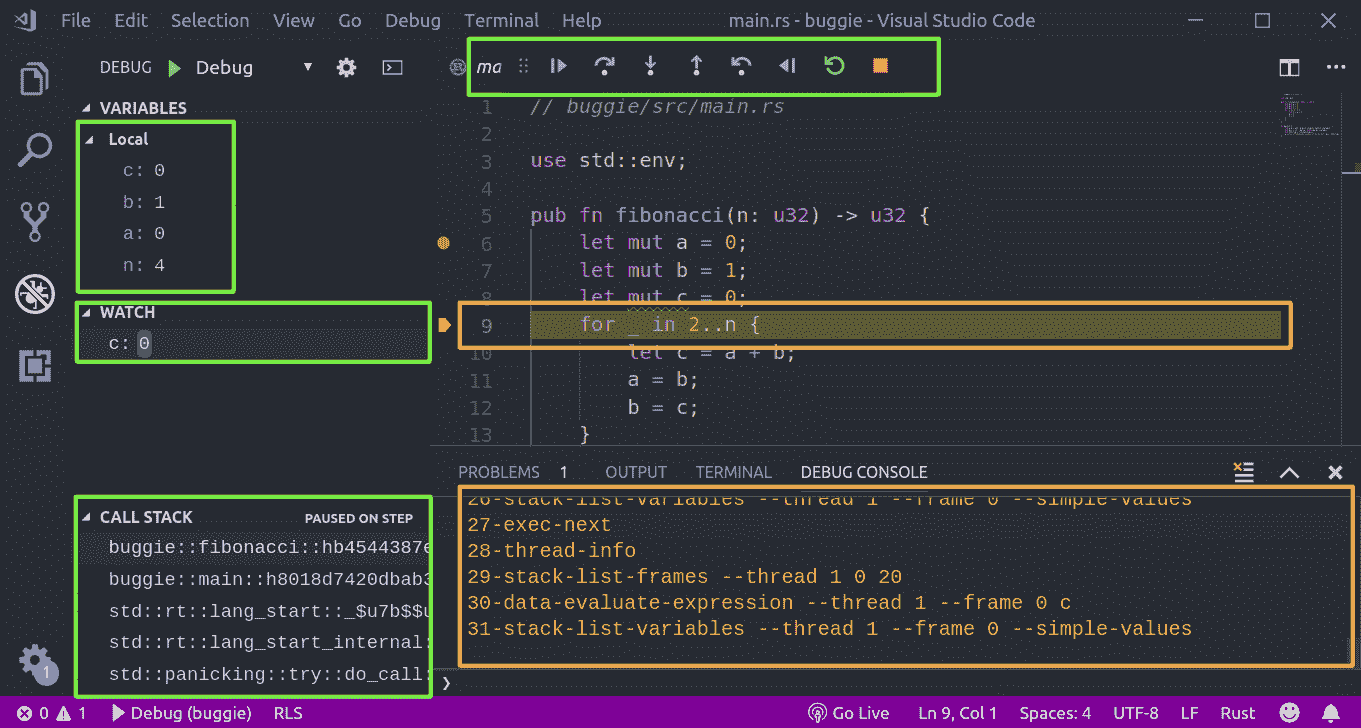 File Edit Selection View Go Debug Terminal Help main.rs - buggie - Visual Studio Code
DEBUG Debug
ma
VARIABLES
Local
c: 0
b: 1
a: 0
n: 4
WATCH
c: 0
CALL STACK PAUSED ON STEP
buggie::fibonacci::hb4544387e
buggie::main::h8018d7420dbab3
std::rt::lang_start::_$u7b$$u
std::rt::lang_start_internal:
std::panicking::try::do_call:
1 // buggie/src/main.rs
2
3 use std::env;
4
5 pub fn fibonacci(n: u32) -> u32 {
6 let mut a = 0;
7 let mut b = 1;
8 let mut c = 0;
9 for _ in 2..n {
10 let c = a + b;
11 a = b;
12 b = c;
13 }
PROBLEMS 1 OUTPUT TERMINAL DEBUG CONSOLE
26-stack-list-variables --thread 1 --frame 0 --simple-values
27-exec-next
28-thread-info
29-stack-list-frames --thread 1 0 20
30-data-evaluate-expression --thread 1 --frame 0 c
31-stack-list-variables --thread 1 --frame 0 --simple-values
1
0 1 Debug (buggie) RLS Go Live Ln 9, Col 1 Spaces: 4 UTF-8 LF Rust